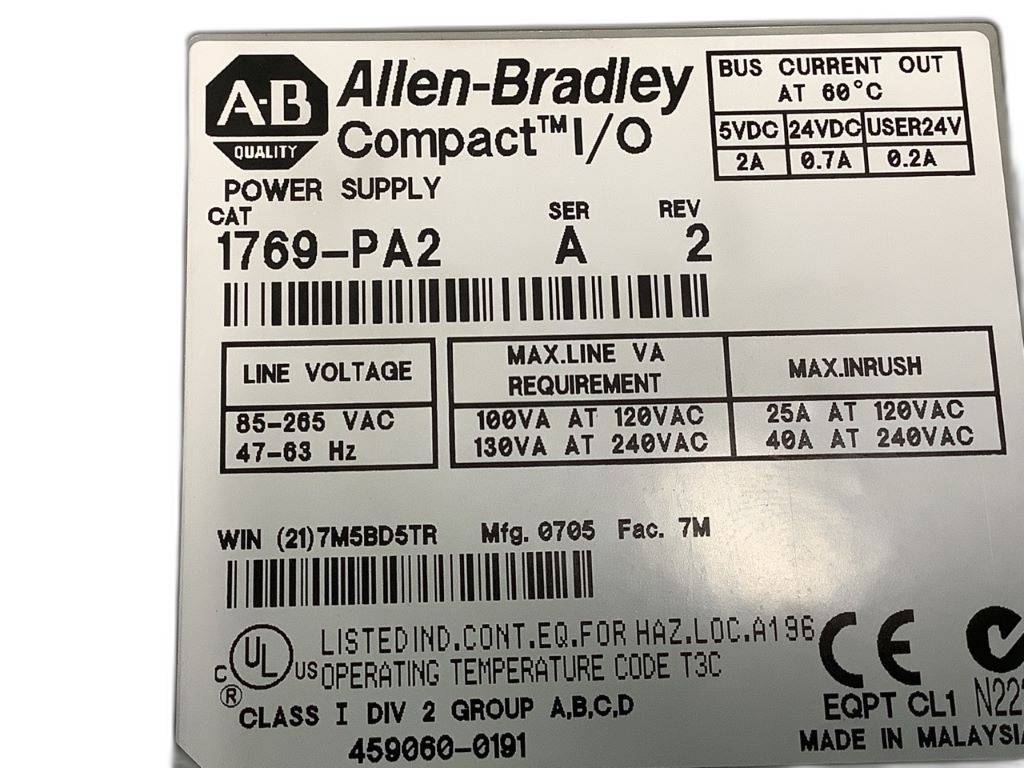 A-B
QUALITY
Allen-Bradley
Compact™ I/O
BUS CURRENT OUT
AT 60°C
5VDC 24VDC USER24V
2A 0.7A 0.2A
POWER SUPPLY
CAT SER REV
1769-PA2 A 2
LINE VOLTAGE
85-265 VAC
47-63 Hz
MAX.LINE VA
REQUIREMENT
100VA AT 120VAC
130VA AT 240VAC
MAX.INRUSH
25A AT 120VAC
40A AT 240VAC
WIN (21)7M5BD5TR Mfg. 0705 Fac. 7M
C UL US ®
LISTED IND.CONT.EQ.FOR HAZ.LOC.A196
OPERATING TEMPERATURE CODE T3C
CLASS I DIV 2 GROUP A,B,C,D
459060-0191
CE
EQPT CL1 N22
MADE IN MALAYSIA